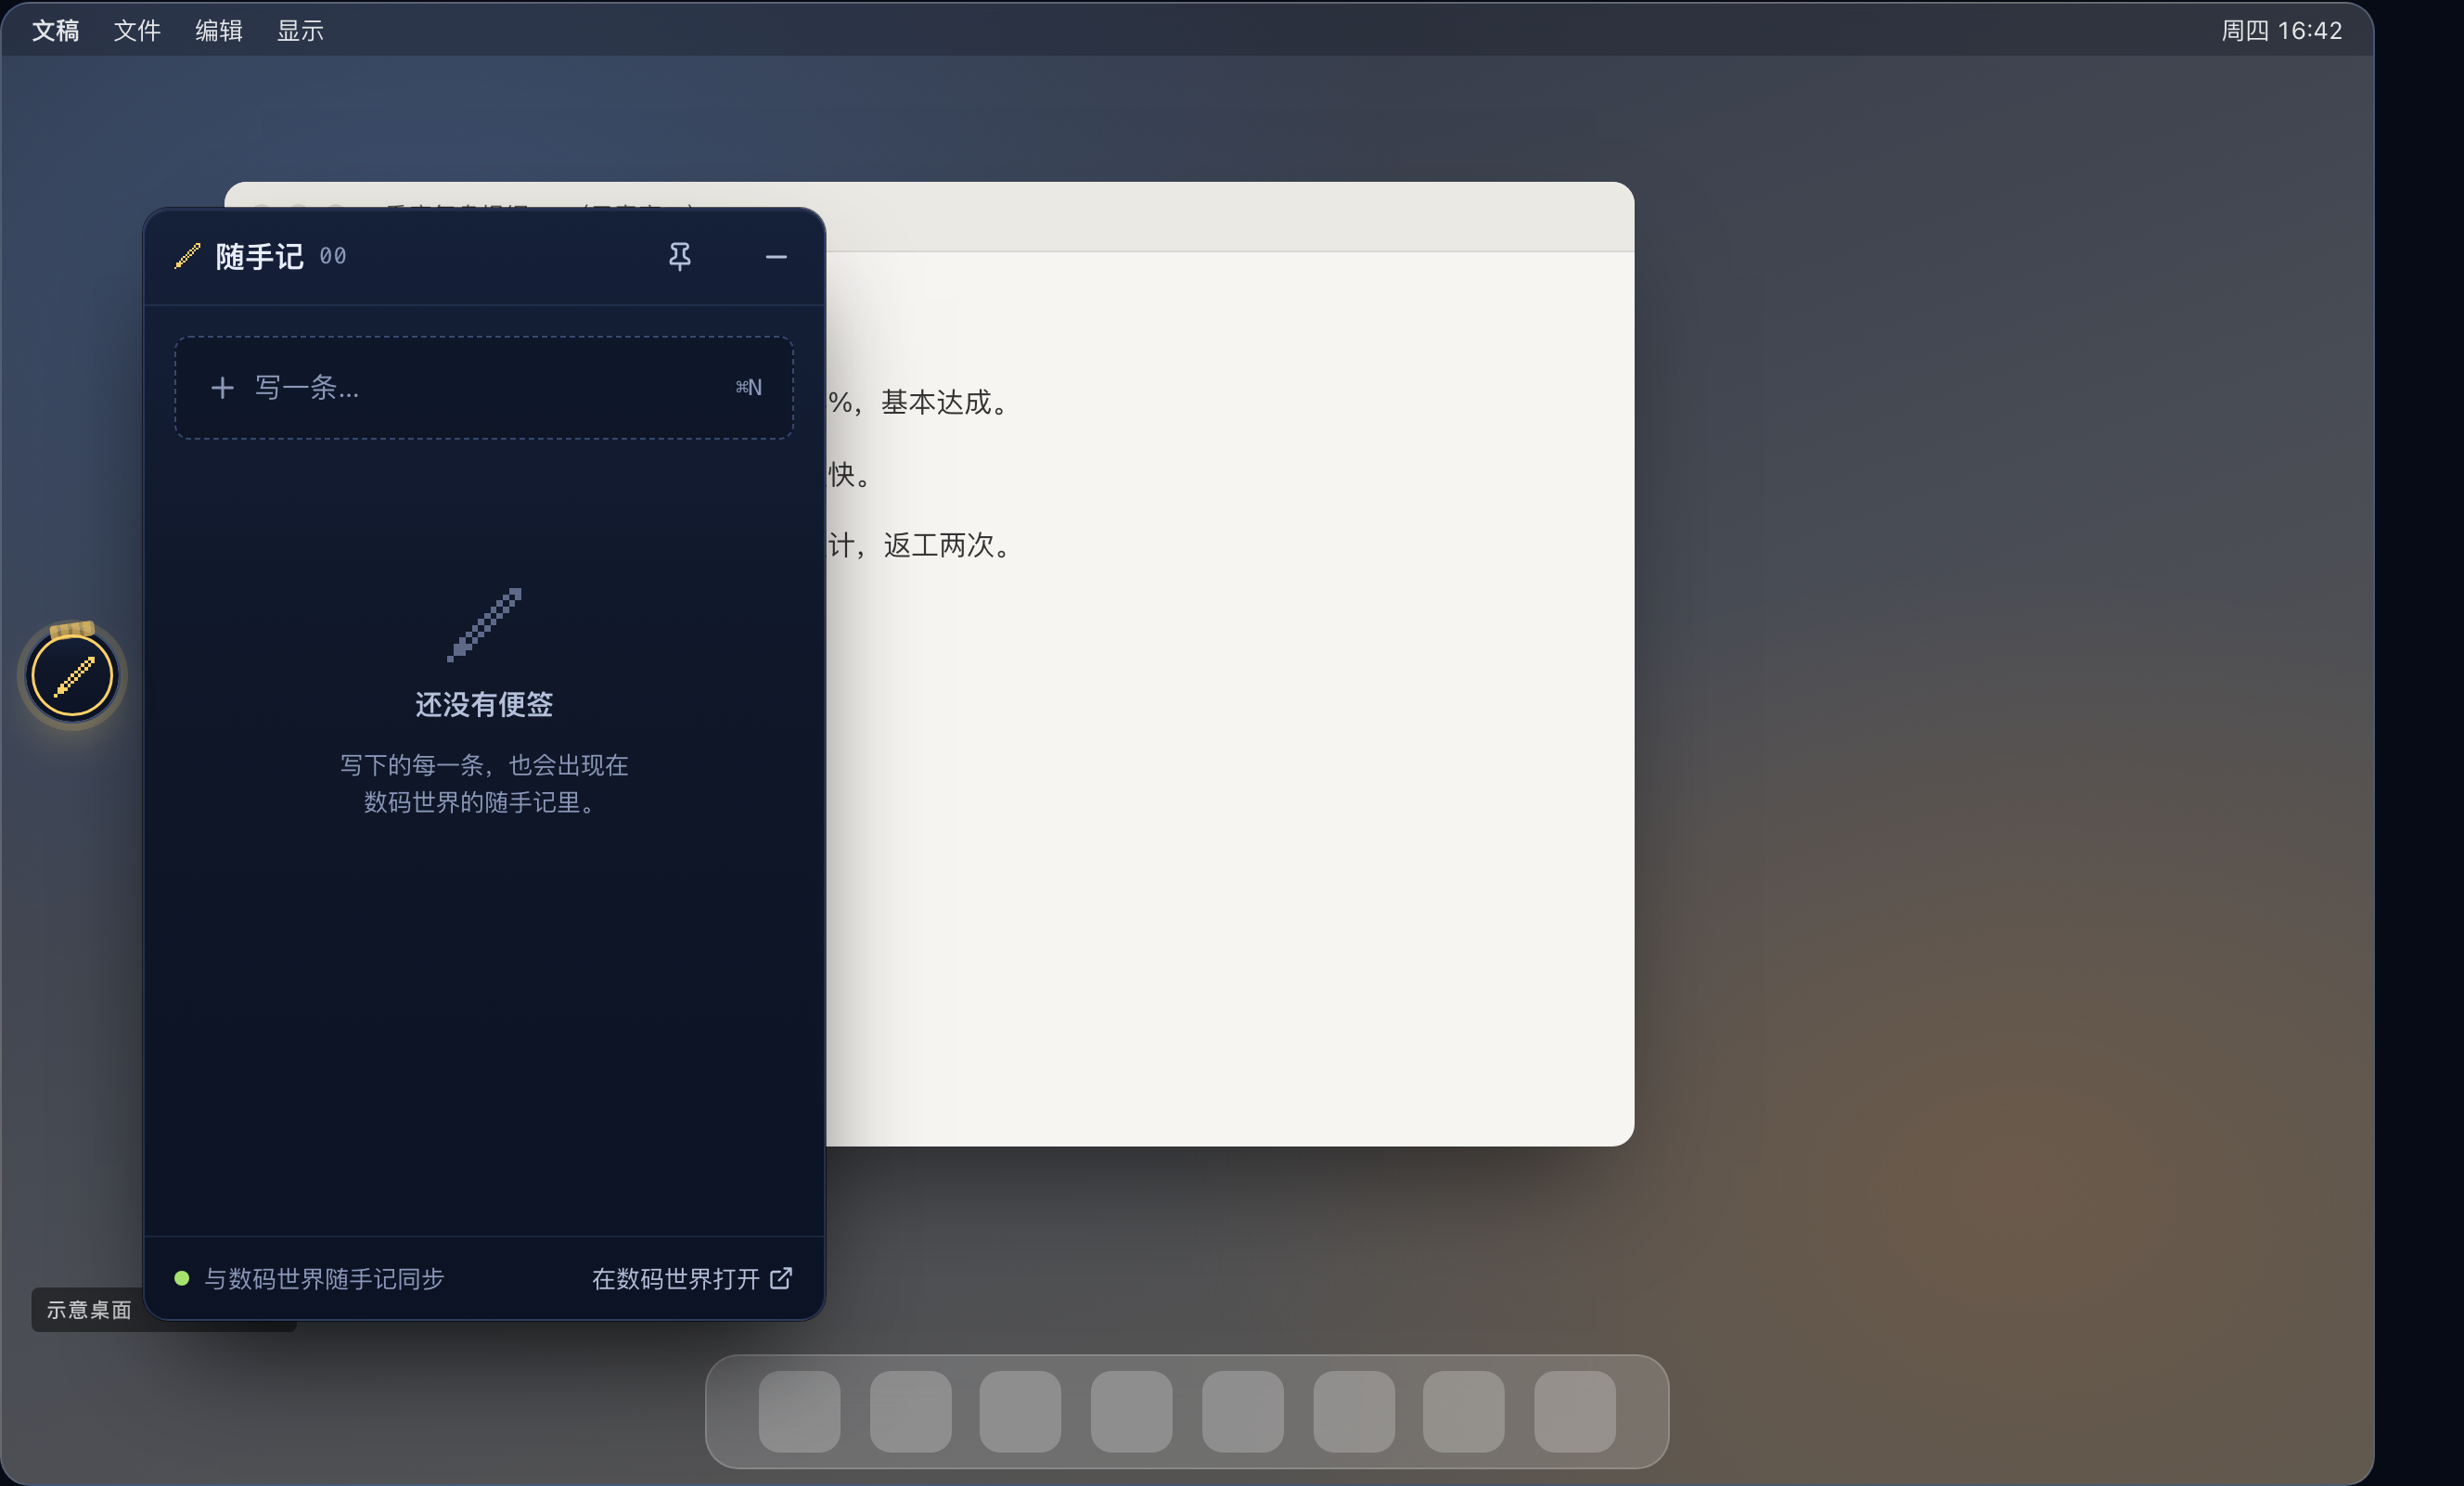 文稿 文件 编辑 显示 周四 16:42
随手记 00
写一条... ⌘N
%，基本达成。
快。
计，返工两次。
还没有便签
写下的每一条，也会出现在
数码世界的随手记里。
与数码世界随手记同步 在数码世界打开
示意桌面